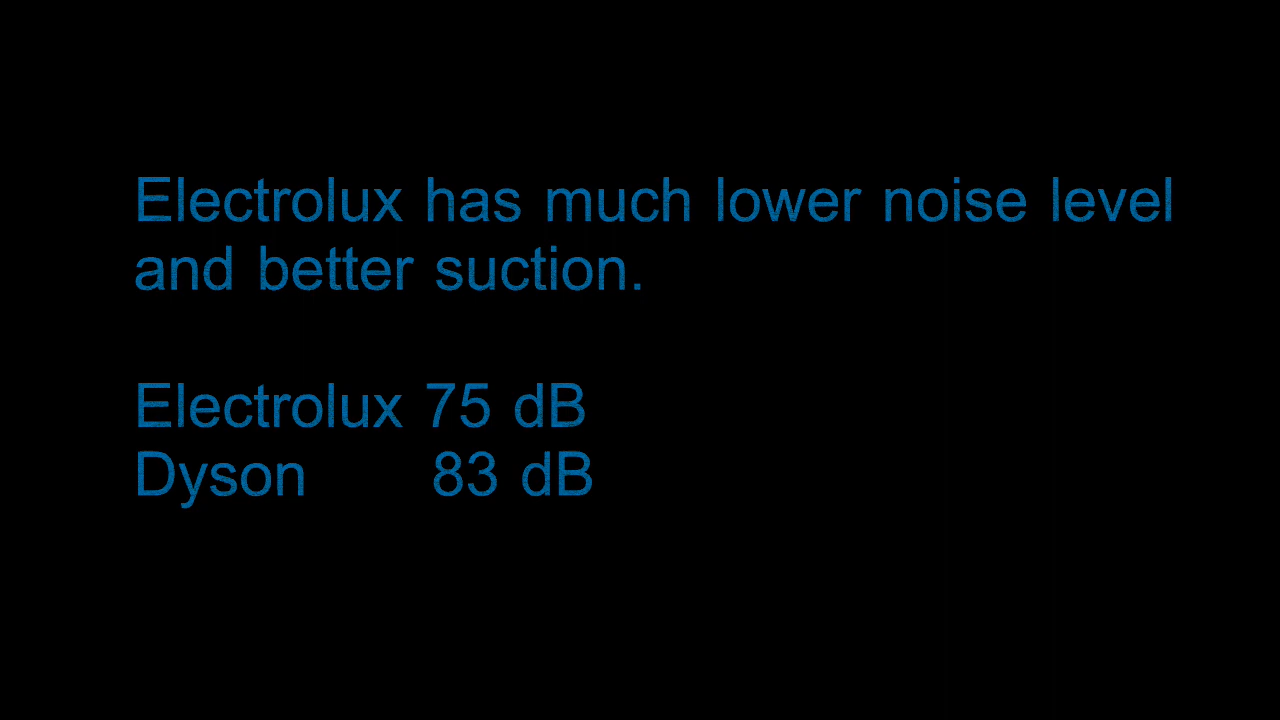 Electrolux has much lower noise level
and better suction.
Electrolux 75 dB
Dyson 83 dB